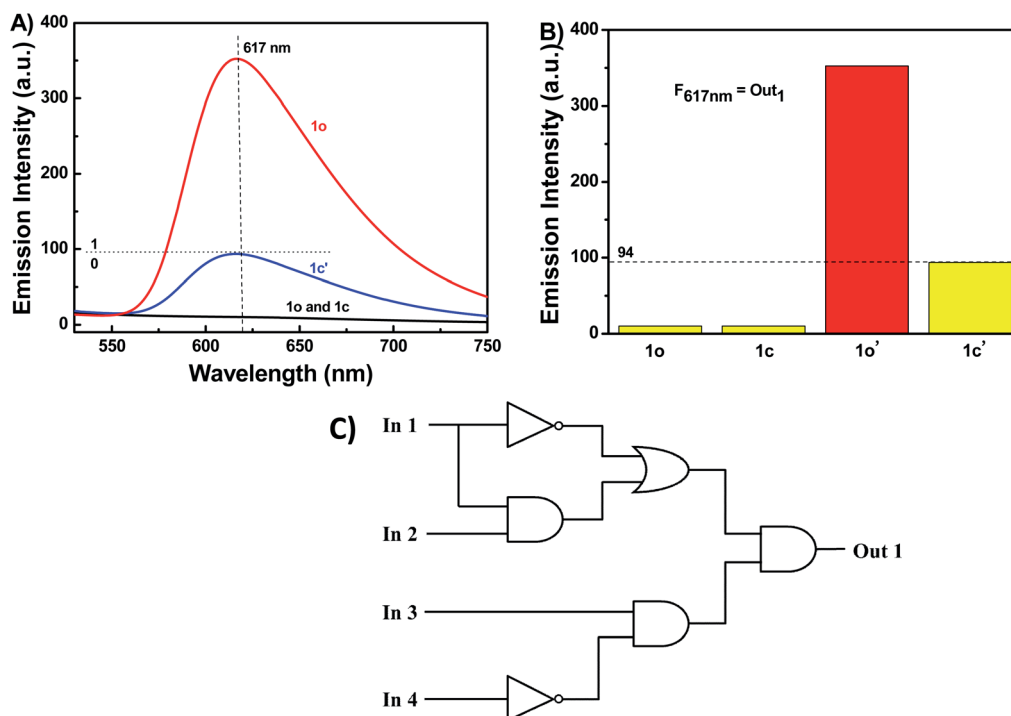 A)
400
300
200
100
0
1
0
617 nm
1o
1c'
1o and 1c
550
600
650
700
750
Emission Intensity (a.u.)
Wavelength (nm)
B)
400
300
200
100
0
94
F617nm = Out1
1o
1c
1o'
1c'
Emission Intensity (a.u.)
C)
In 1
In 2
In 3
In 4
Out 1